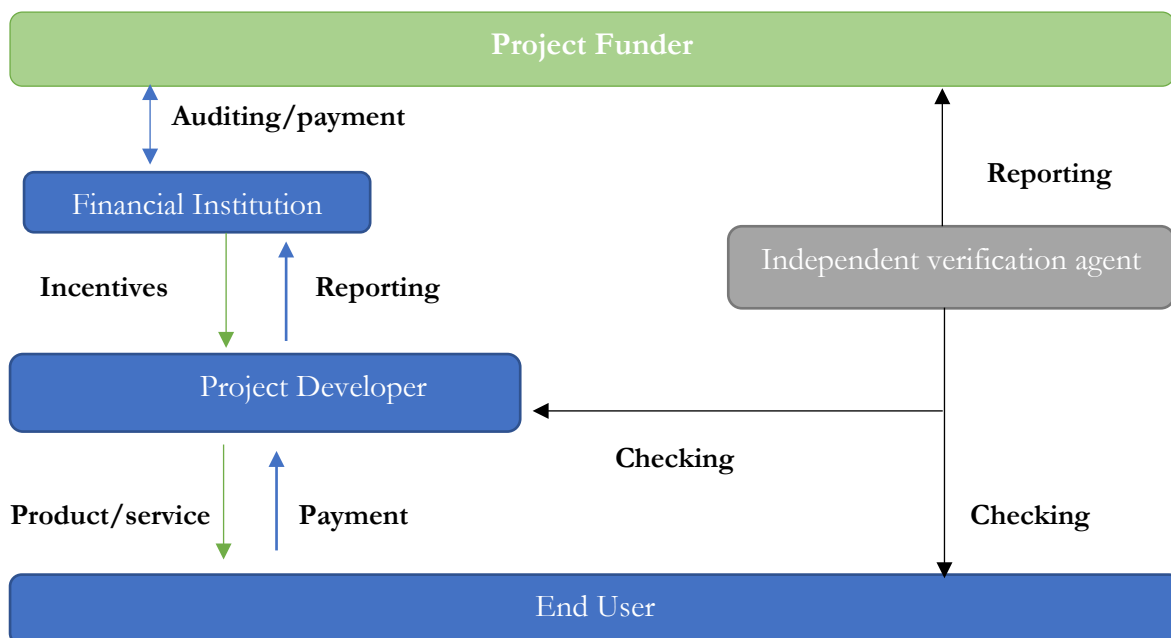 Project Funder
Auditing/payment
Reporting
Financial Institution
Independent verification agent
Incentives
Reporting
Project Developer
Checking
Product/service
Payment
Checking
End User